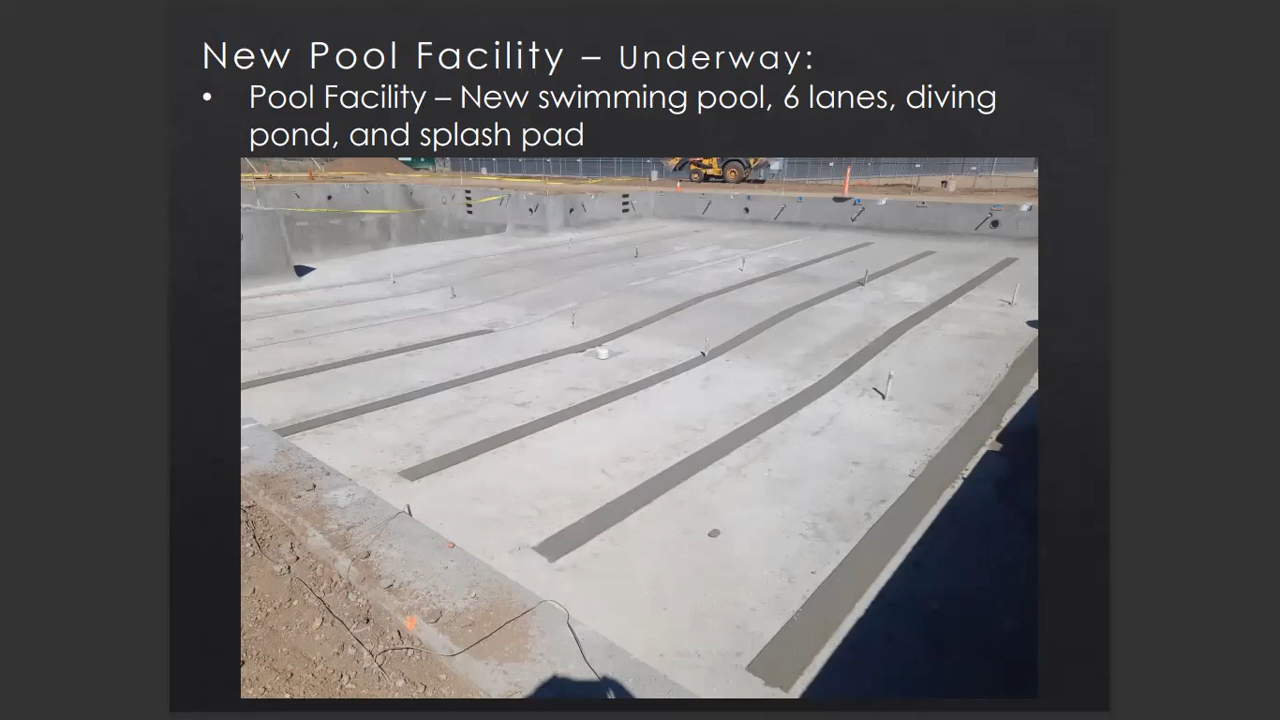 New Pool Facility – Underway:
• Pool Facility – New swimming pool, 6 lanes, diving
pond, and splash pad